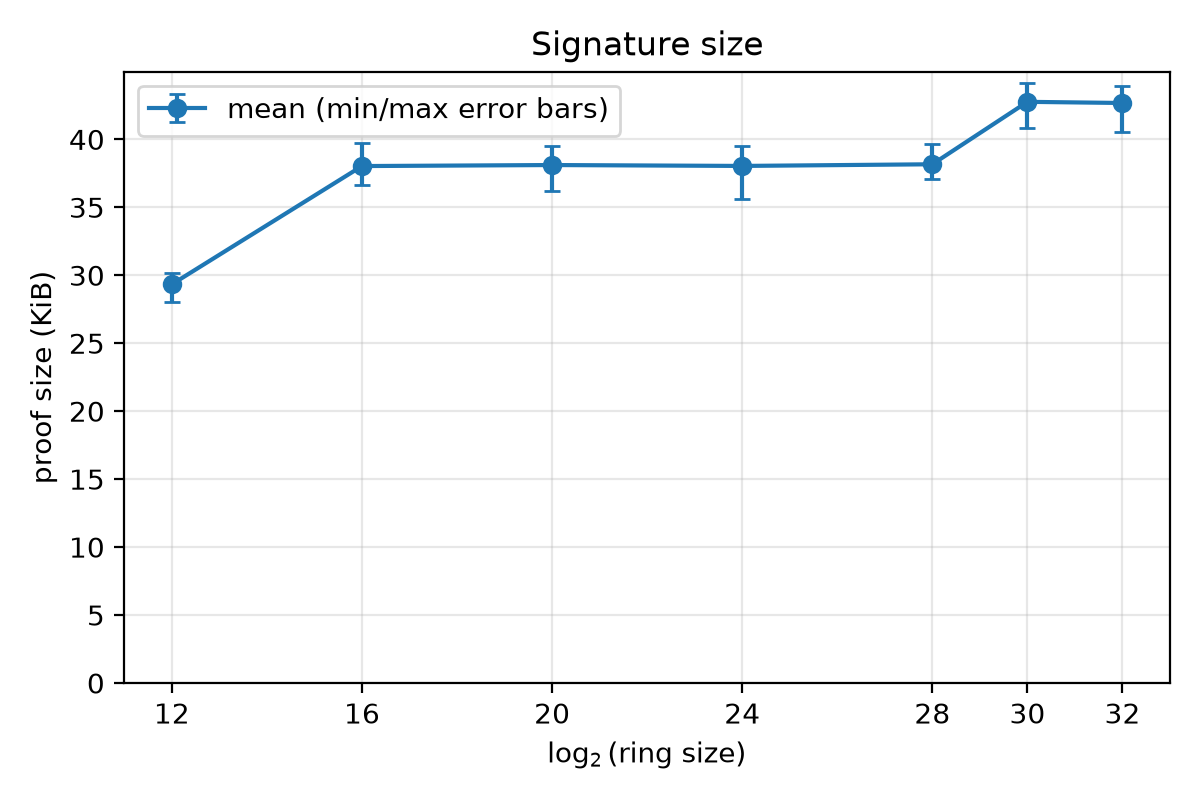 Signature size
mean (min/max error bars)
proof size (KiB)
40
35
30
25
20
15
10
5
0
12 16 20 24 28 30 32
log₂(ring size)